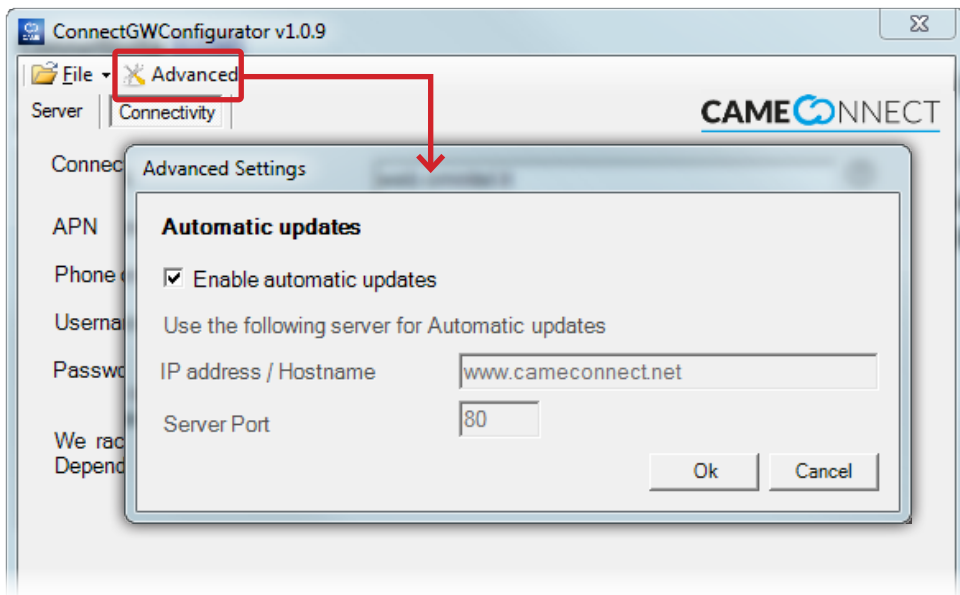 ConnectGWConfigurator v1.0.9
File Advanced
Server Connectivity
CAMECONNECT
Connec
Advanced Settings
APN
Automatic updates
Phone
Enable automatic updates
Userna
Use the following server for Automatic updates
Passwo
IP address / Hostname www.cameconnect.net
Server Port 80
We rac
Depend
Ok Cancel